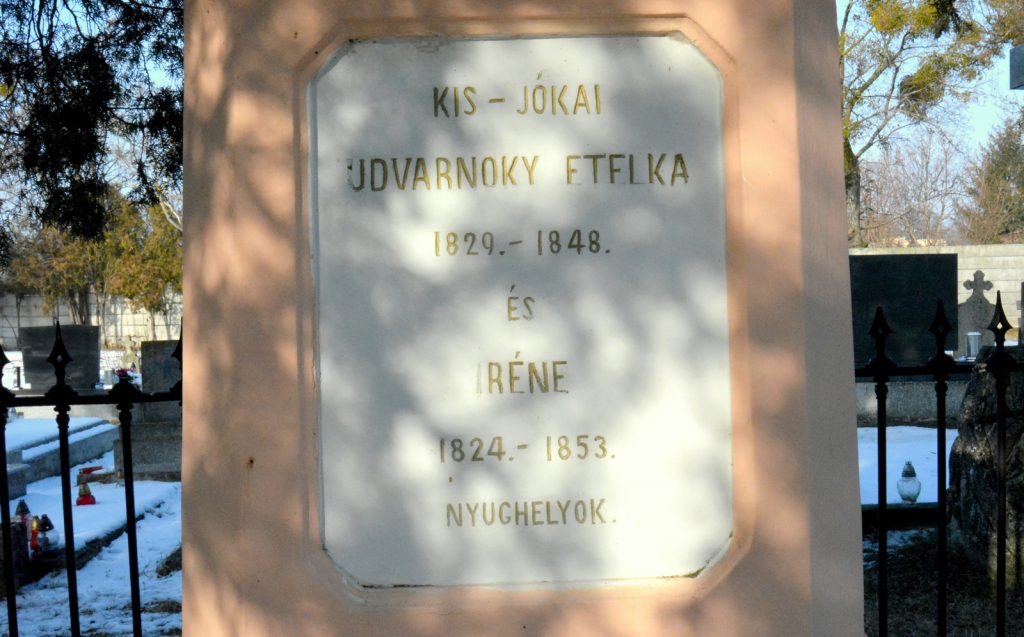 KIS - JÓKAI
UDVARNOKY ETELKA
1829. - 1848.
ÉS
IRÉNE
1824. - 1853.
NYUGHELYOK.